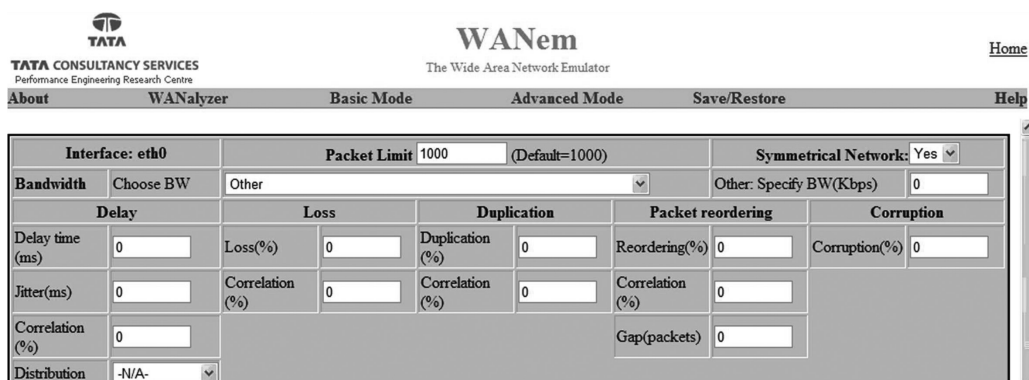 TATA
TATA CONSULTANCY SERVICES
Performance Engineering Research Centre
WANem
The Wide Area Network Emulator
Home
About WANalyzer Basic Mode Advanced Mode Save/Restore Help
Interface: eth0 Packet Limit 1000 (Default=1000) Symmetrical Network: Yes
Bandwidth Choose BW Other Other: Specify BW(Kbps) 0
Delay Loss Duplication Packet reordering Corruption
Delay time (ms) 0 Loss(%) 0 Duplication (%) 0 Reordering(%) 0 Corruption(%) 0
Jitter(ms) 0 Correlation (%) 0 Correlation (%) 0 Correlation (%) 0
Correlation (%) 0 Gap(packets) 0
Distribution -N/A-